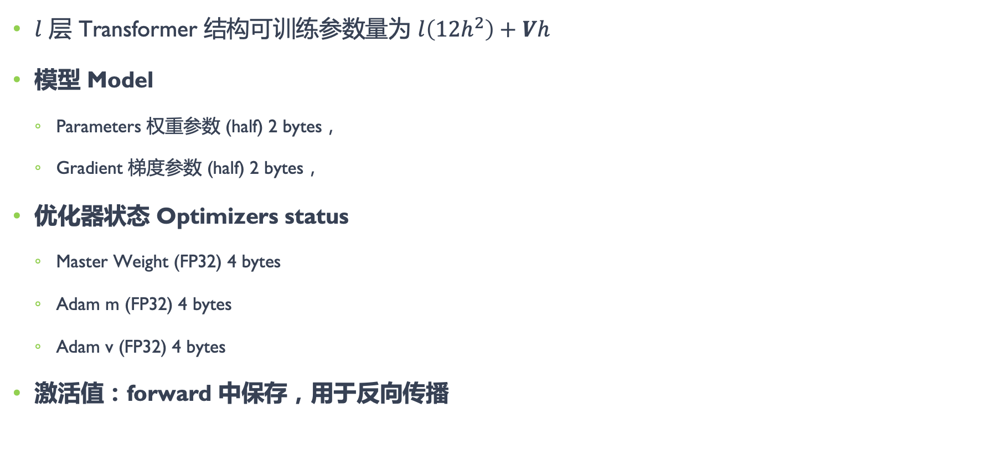 • l 层 Transformer 结构可训练参数量为 l(12h²) + Vh
• 模型 Model
◦ Parameters 权重参数 (half) 2 bytes，
◦ Gradient 梯度参数 (half) 2 bytes，
• 优化器状态 Optimizers status
◦ Master Weight (FP32) 4 bytes
◦ Adam m (FP32) 4 bytes
◦ Adam v (FP32) 4 bytes
• 激活值：forward 中保存，用于反向传播